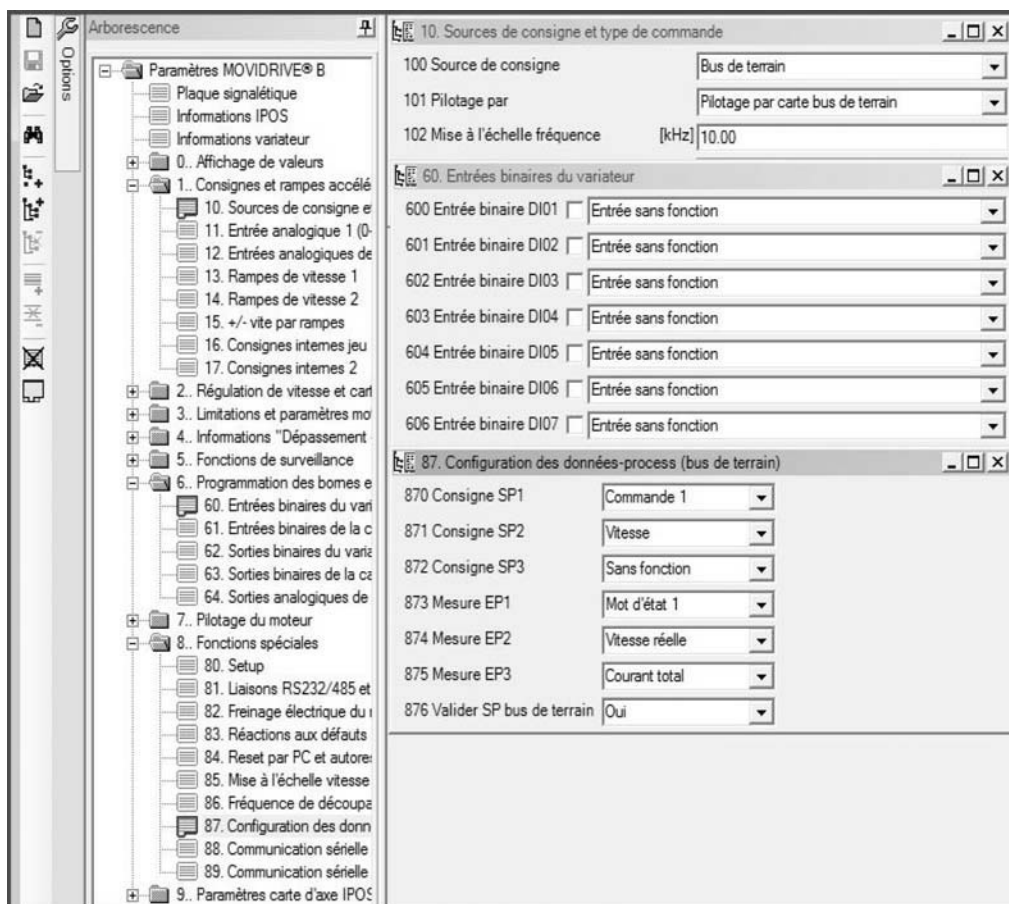 Options
Arborescence
Paramètres MOVIDRIVE® B
Plaque signalétique
Informations IPOS
Informations variateur
0.. Affichage de valeurs
1.. Consignes et rampes accélé
10. Sources de consigne e
11. Entrée analogique 1 (0-
12. Entrées analogiques de
13. Rampes de vitesse 1
14. Rampes de vitesse 2
15. +/- vite par rampes
16. Consignes internes jeu
17. Consignes internes 2
2.. Régulation de vitesse et cart
3.. Limitations et paramètres mo
4.. Informations "Dépassement
5.. Fonctions de surveillance
6.. Programmation des bornes e
60. Entrées binaires du vari
61. Entrées binaires de la c
62. Sorties binaires du varia
63. Sorties binaires de la ca
64. Sorties analogiques de
7.. Pilotage du moteur
8.. Fonctions spéciales
80. Setup
81. Liaisons RS232/485 et
82. Freinage électrique du
83. Réactions aux défauts
84. Reset par PC et autores
85. Mise à l'échelle vitesse
86. Fréquence de découpa
87. Configuration des donn
88. Communication sérielle
89. Communication sérielle
9.. Paramètres carte d'axe IPOS
10. Sources de consigne et type de commande
100 Source de consigne Bus de terrain
101 Pilotage par Pilotage par carte bus de terrain
102 Mise à l'échelle fréquence [kHz] 10.00
60. Entrées binaires du variateur
600 Entrée binaire DI01 Entrée sans fonction
601 Entrée binaire DI02 Entrée sans fonction
602 Entrée binaire DI03 Entrée sans fonction
603 Entrée binaire DI04 Entrée sans fonction
604 Entrée binaire DI05 Entrée sans fonction
605 Entrée binaire DI06 Entrée sans fonction
606 Entrée binaire DI07 Entrée sans fonction
87. Configuration des données-process (bus de terrain)
870 Consigne SP1 Commande 1
871 Consigne SP2 Vitesse
872 Consigne SP3 Sans fonction
873 Mesure EP1 Mot d'état 1
874 Mesure EP2 Vitesse réelle
875 Mesure EP3 Courant total
876 Valider SP bus de terrain Oui